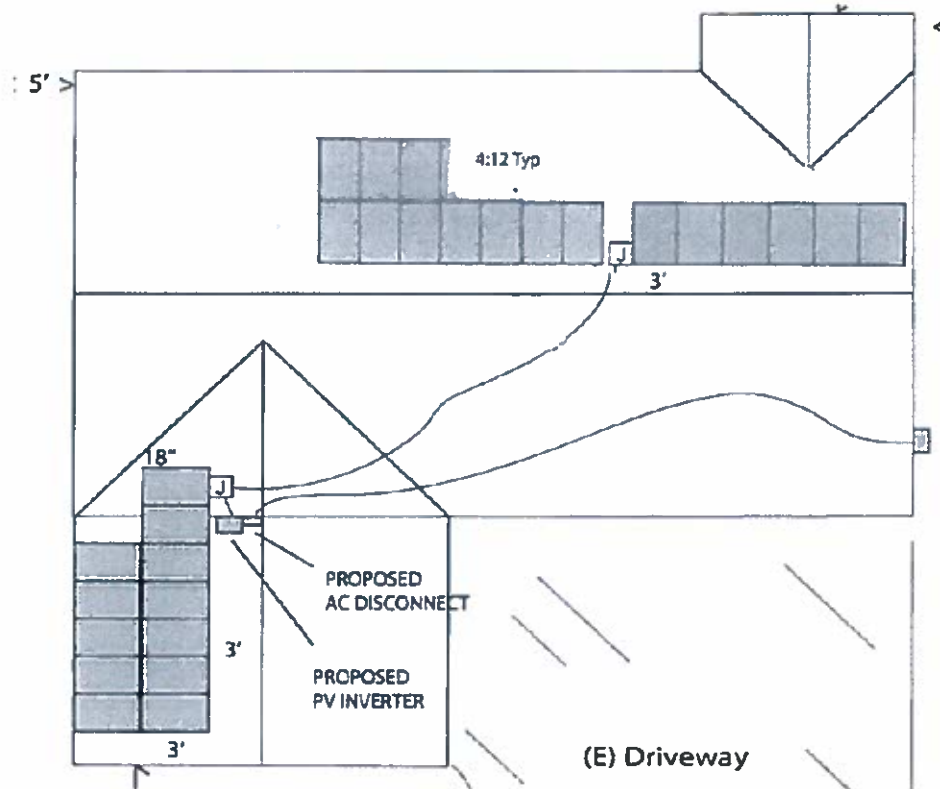 : 5'
4:12 Typ
J
3'
18"
J
PROPOSED
AC DISCONNECT
3'
PROPOSED
PV INVERTER
3'
(E) Driveway